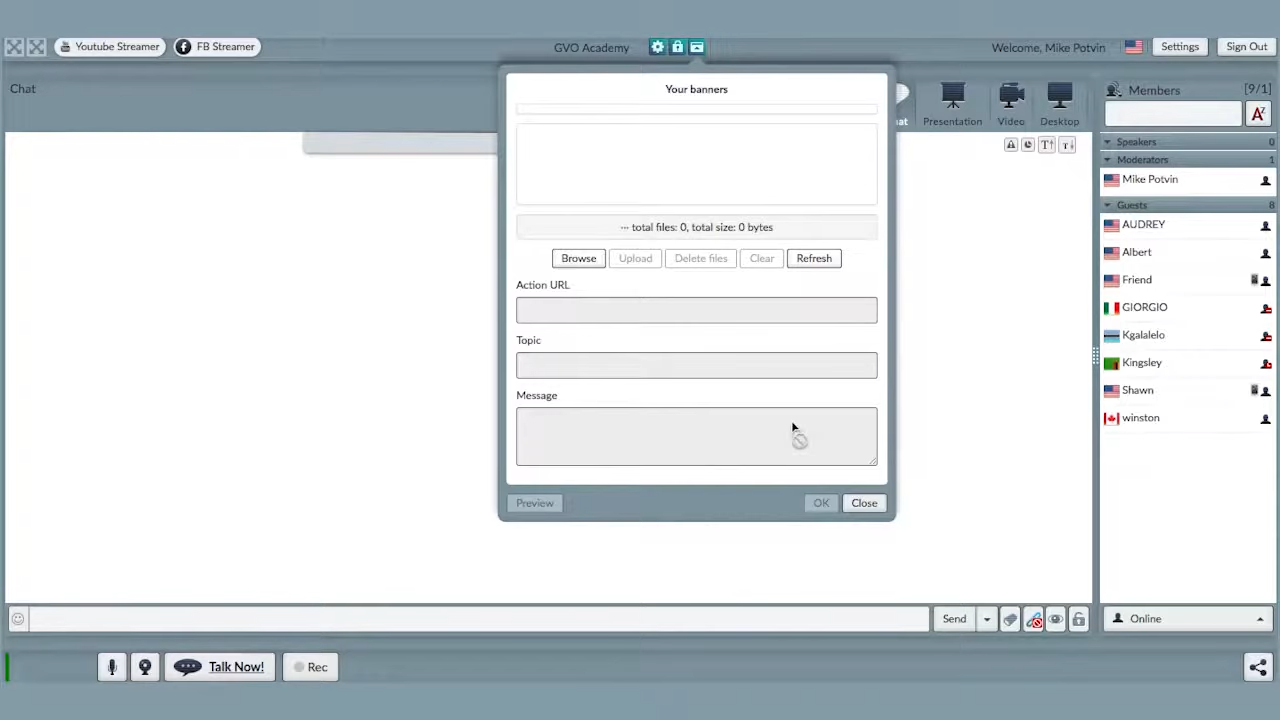 Youtube Streamer
FB Streamer
GVO Academy
Welcome, Mike Potvin
Settings
Sign Out
Chat
Your banners
at
Presentation
Video
Desktop
Members
[9/1]
Speakers 0
Moderators 1
Mike Potvin
Guests 8
AUDREY
Albert
Friend
GIORGIO
Kgalalelo
Kingsley
Shawn
winston
··· total files: 0, total size: 0 bytes
Browse
Upload
Delete files
Clear
Refresh
Action URL
Topic
Message
Preview
OK
Close
Send
Online
Talk Now!
Rec